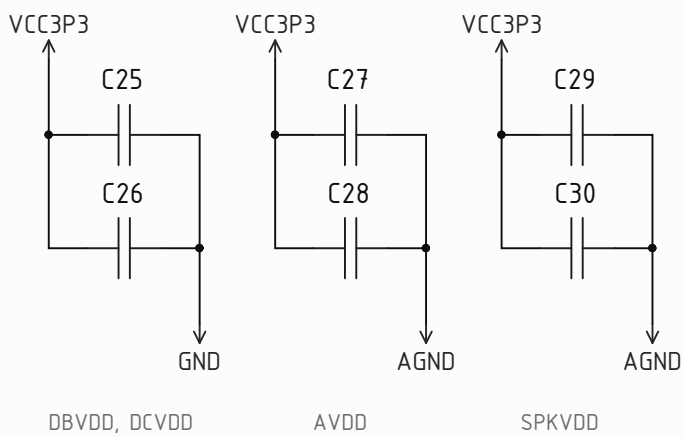 VCC3P3 VCC3P3 VCC3P3
C25 C27 C29
C26 C28 C30
GND AGND AGND
DBVDD, DCVDD AVDD SPKVDD